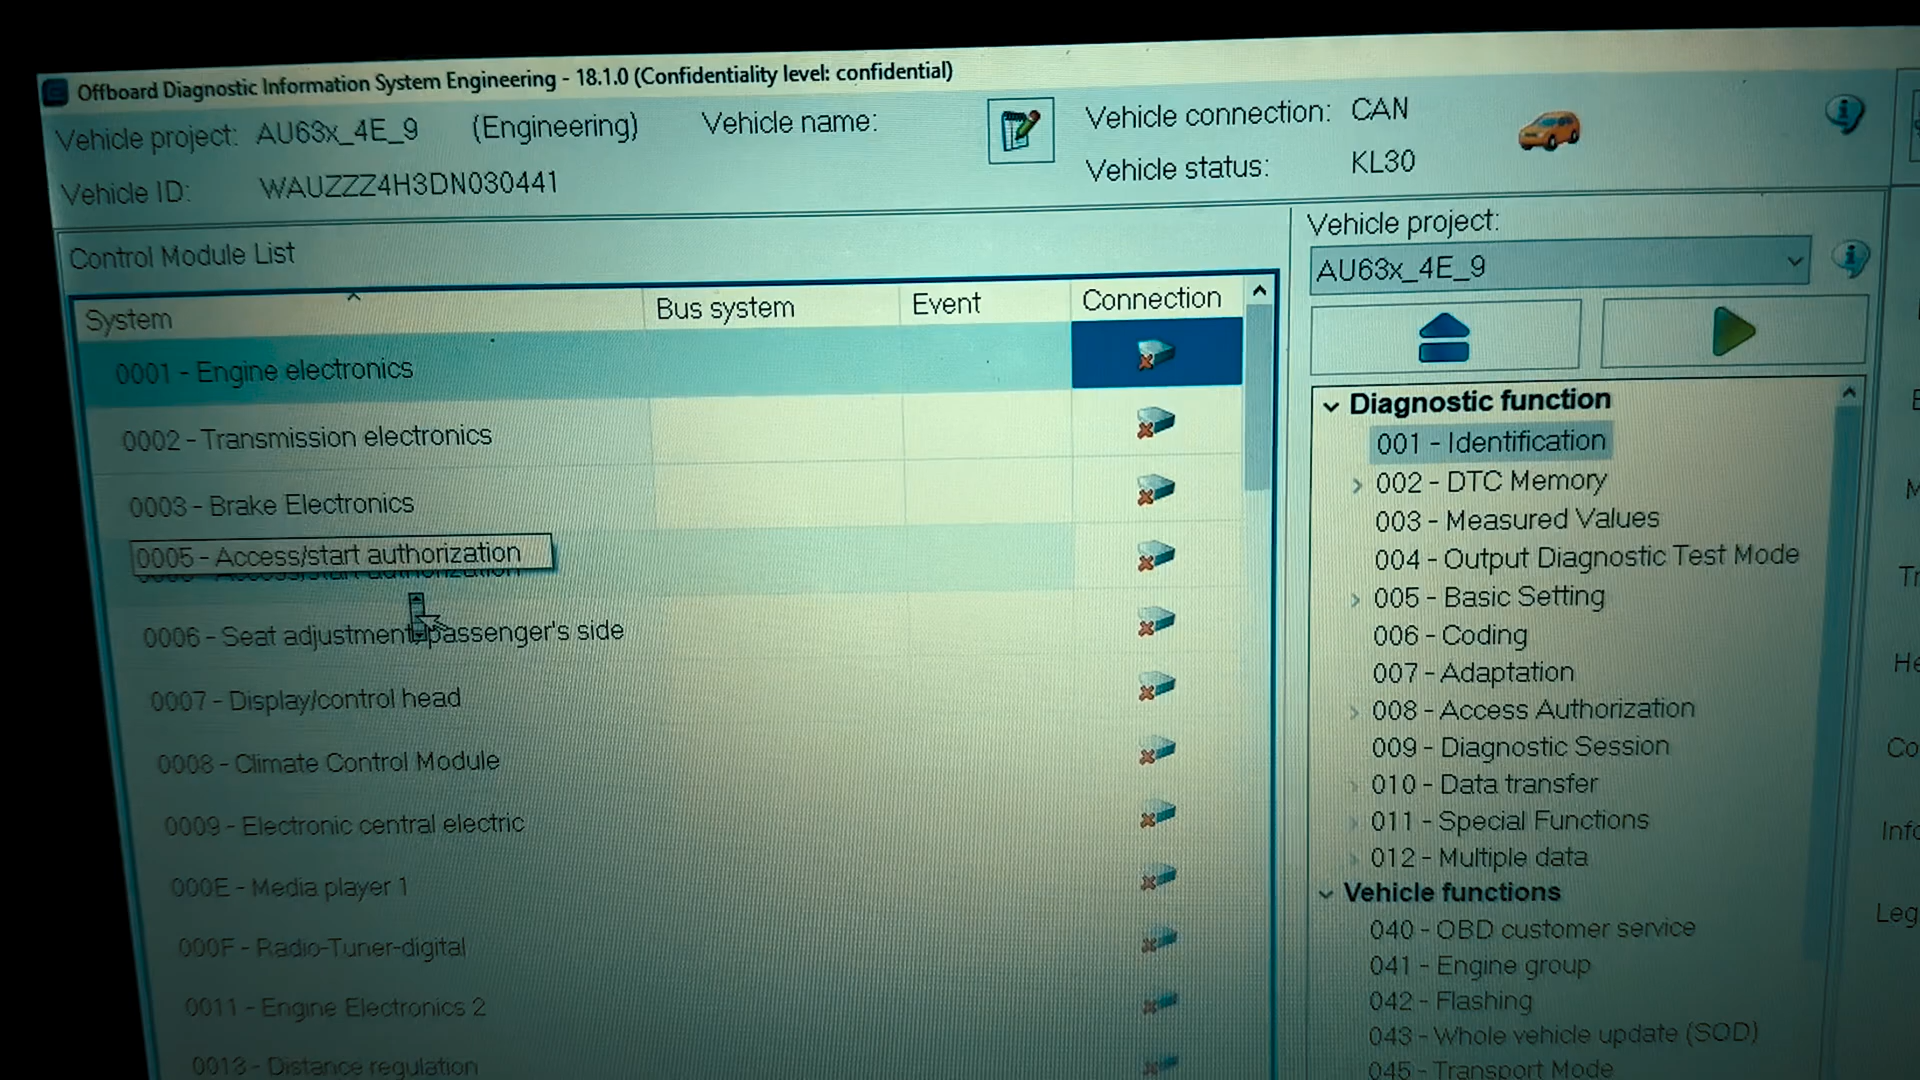 Offboard Diagnostic Information System Engineering - 18.1.0 (Confidentiality level: confidential)
Vehicle project: AU63x_4E_9 (Engineering) Vehicle name:
Vehicle ID: WAUZZZ4H3DN030441
Vehicle connection: CAN
Vehicle status: KL30
Control Module List
System Bus system Event Connection
0001 - Engine electronics
0002 - Transmission electronics
0003 - Brake Electronics
0005 - Access/start authorization
0006 - Seat adjustment/passenger's side
0007 - Display/control head
0008 - Climate Control Module
0009 - Electronic central electric
000E - Media player 1
000F - Radio-Tuner-digital
0011 - Engine Electronics 2
0013 - Distance regulation
Vehicle project:
AU63x_4E_9
Diagnostic function
001 - Identification
002 - DTC Memory
003 - Measured Values
004 - Output Diagnostic Test Mode
005 - Basic Setting
006 - Coding
007 - Adaptation
008 - Access Authorization
009 - Diagnostic Session
010 - Data transfer
011 - Special Functions
012 - Multiple data
Vehicle functions
040 - OBD customer service
041 - Engine group
042 - Flashing
043 - Whole vehicle update (SOD)
045 - Transport Mode